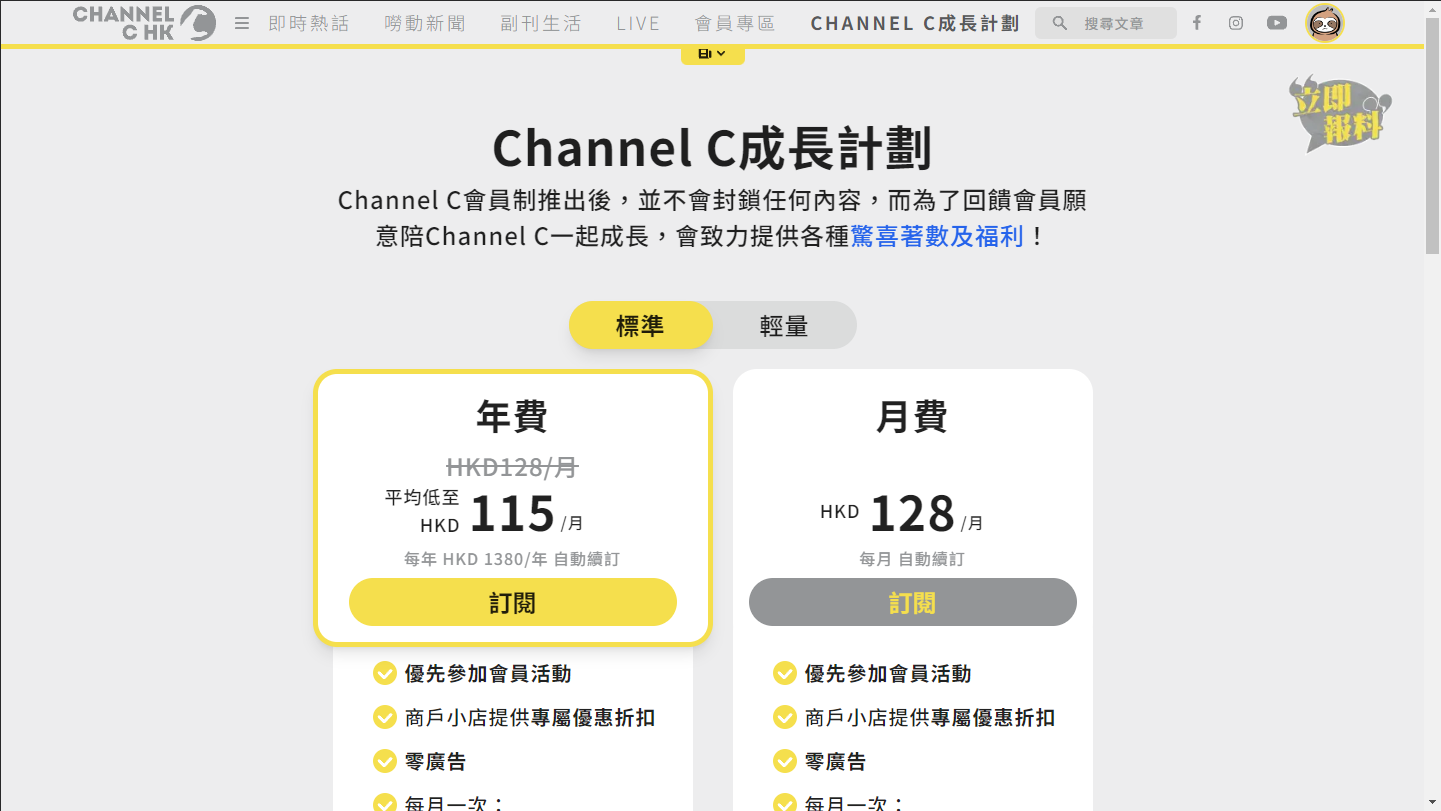 CHANNEL
C HK
即時熱話 嘮動新聞 副刊生活 LIVE 會員專區 CHANNEL C成長計劃 搜尋文章
立即
報料
Channel C成長計劃
Channel C會員制推出後，並不會封鎖任何內容，而為了回饋會員願
意陪Channel C一起成長，會致力提供各種驚喜著數及福利！
標準 輕量
年費
HKD128/月
平均低至
HKD 115 /月
每年 HKD 1380/年 自動續訂
訂閱
優先參加會員活動
商戶小店提供專屬優惠折扣
零廣告
每月一次：
月費
HKD 128 /月
每月 自動續訂
訂閱
優先參加會員活動
商戶小店提供專屬優惠折扣
零廣告
每月一次：